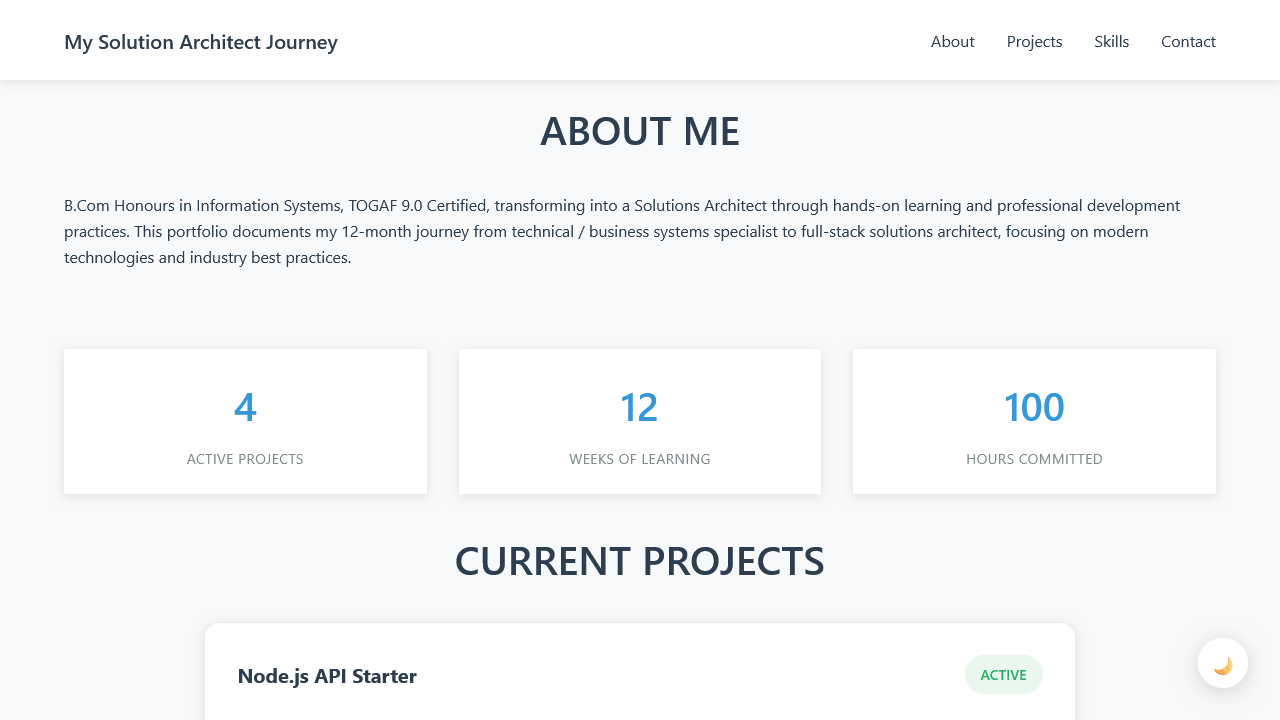 My Solution Architect Journey
About Projects Skills Contact
ABOUT ME
B.Com Honours in Information Systems, TOGAF 9.0 Certified, transforming into a Solutions Architect through hands-on learning and professional development
practices. This portfolio documents my 12-month journey from technical / business systems specialist to full-stack solutions architect, focusing on modern
technologies and industry best practices.
4
ACTIVE PROJECTS
12
WEEKS OF LEARNING
100
HOURS COMMITTED
CURRENT PROJECTS
Node.js API Starter
ACTIVE